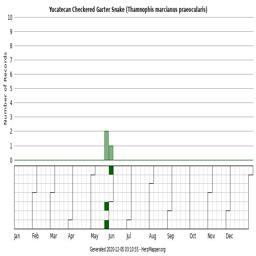 Yucatecan Checkered Garter Snake (Thamnophis marcianus praeocularis)
Number of Records
10
9
8
7
6
5
4
3
2
1
0
Jan Feb Mar Apr May Jun Jul Aug Sep Oct Nov Dec
Generated 2020-12-05 03:10:55 - HerpMapper.org